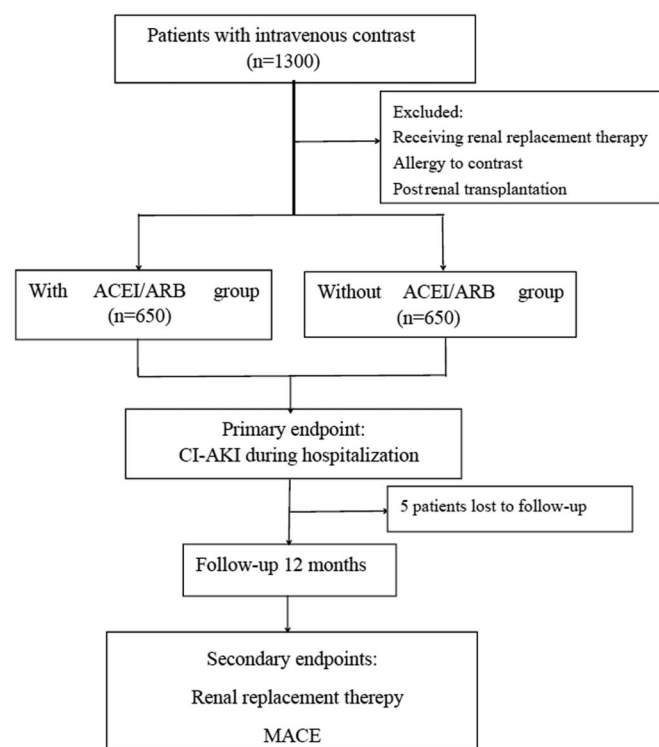 Patients with intravenous contrast
(n=1300)
Excluded:
Receiving renal replacement therapy
Allergy to contrast
Post renal transplantation
With ACEI/ARB group
(n=650)
Without ACEI/ARB group
(n=650)
Primary endpoint:
CI-AKI during hospitalization
5 patients lost to follow-up
Follow-up 12 months
Secondary endpoints:
Renal replacement therepy
MACE